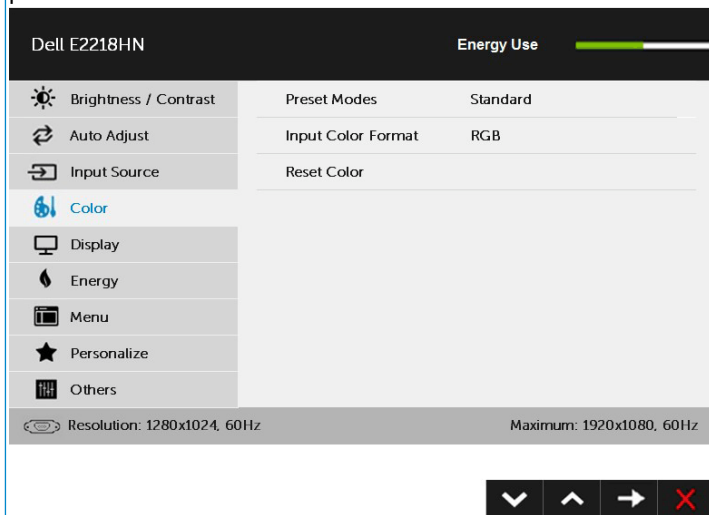 Dell E2218HN Energy Use
Brightness / Contrast Preset Modes Standard
Auto Adjust Input Color Format RGB
Input Source Reset Color
Color
Display
Energy
Menu
Personalize
Others
Resolution: 1280x1024, 60Hz Maximum: 1920x1080, 60Hz